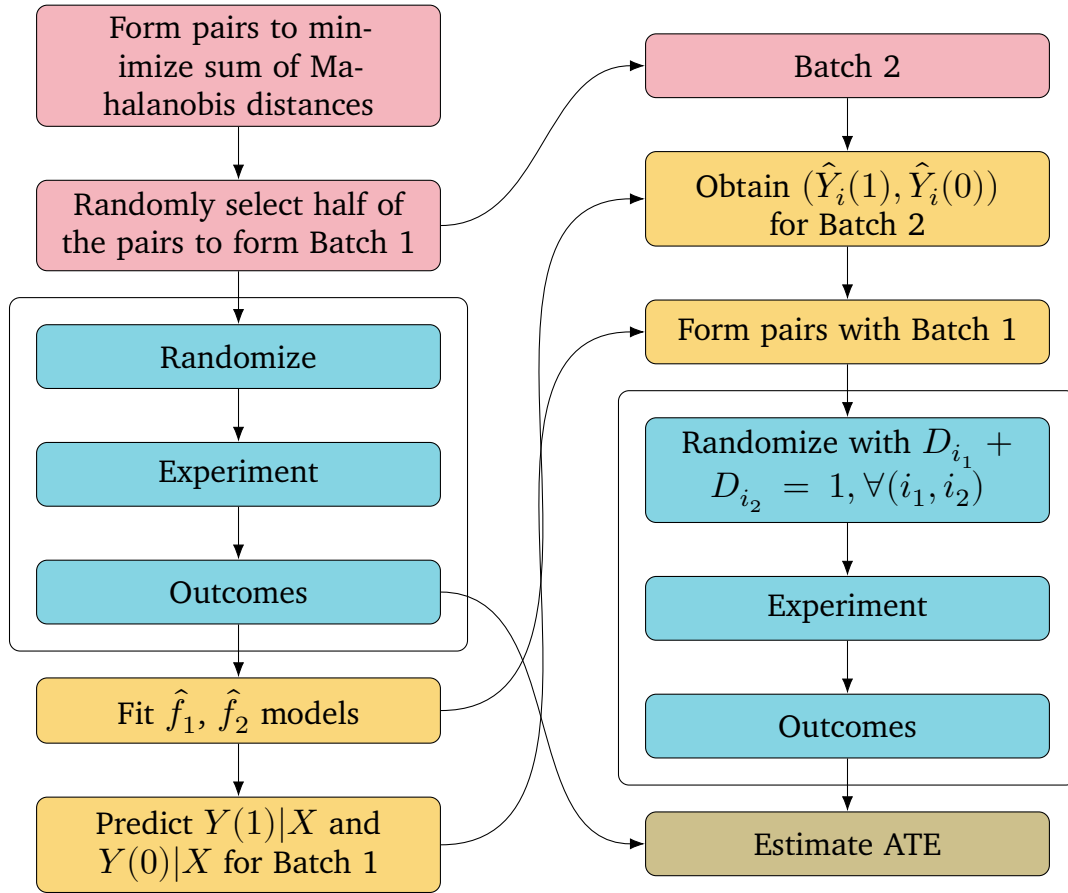 Form pairs to min-
imize sum of Ma-
halanobis distances
Randomly select half of
the pairs to form Batch 1
Randomize
Experiment
Outcomes
Fit $\hat{f}_1$, $\hat{f}_2$ models
Predict $Y(1)|X$ and
$Y(0)|X$ for Batch 1
Batch 2
Obtain $(\hat{Y}_i(1), \hat{Y}_i(0))$
for Batch 2
Form pairs with Batch 1
Randomize with $D_{i_1} +$
$D_{i_2} = 1, \forall(i_1, i_2)$
Experiment
Outcomes
Estimate ATE